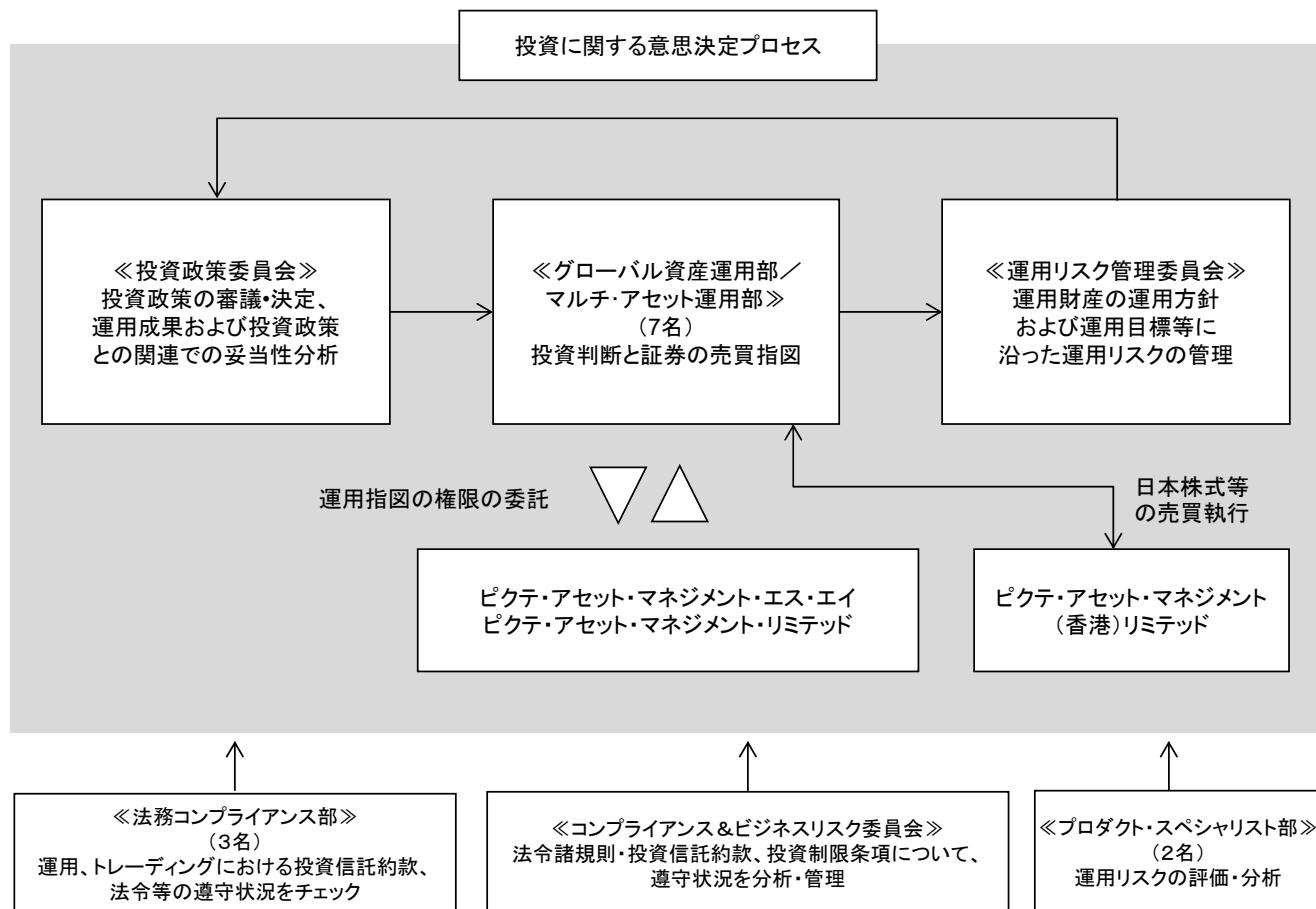 投資に関する意思決定プロセス
≪投資政策委員会≫
投資政策の審議・決定、
運用成果および投資政策
との関連での妥当性分析
≪グローバル資産運用部／
マルチ・アセット運用部≫
（7名）
投資判断と証券の売買指図
≪運用リスク管理委員会≫
運用財産の運用方針
および運用目標等に
沿った運用リスクの管理
運用指図の権限の委託
日本株式等
の売買執行
ピクテ・アセット・マネジメント・エス・エイ
ピクテ・アセット・マネジメント・リミテッド
ピクテ・アセット・マネジメント
（香港）リミテッド
≪法務コンプライアンス部≫
（3名）
運用、トレーディングにおける投資信託約款、
法令等の遵守状況をチェック
≪コンプライアンス＆ビジネスリスク委員会≫
法令諸規則・投資信託約款、投資制限条項について、
遵守状況を分析・管理
≪プロダクト・スペシャリスト部≫
（2名）
運用リスクの評価・分析